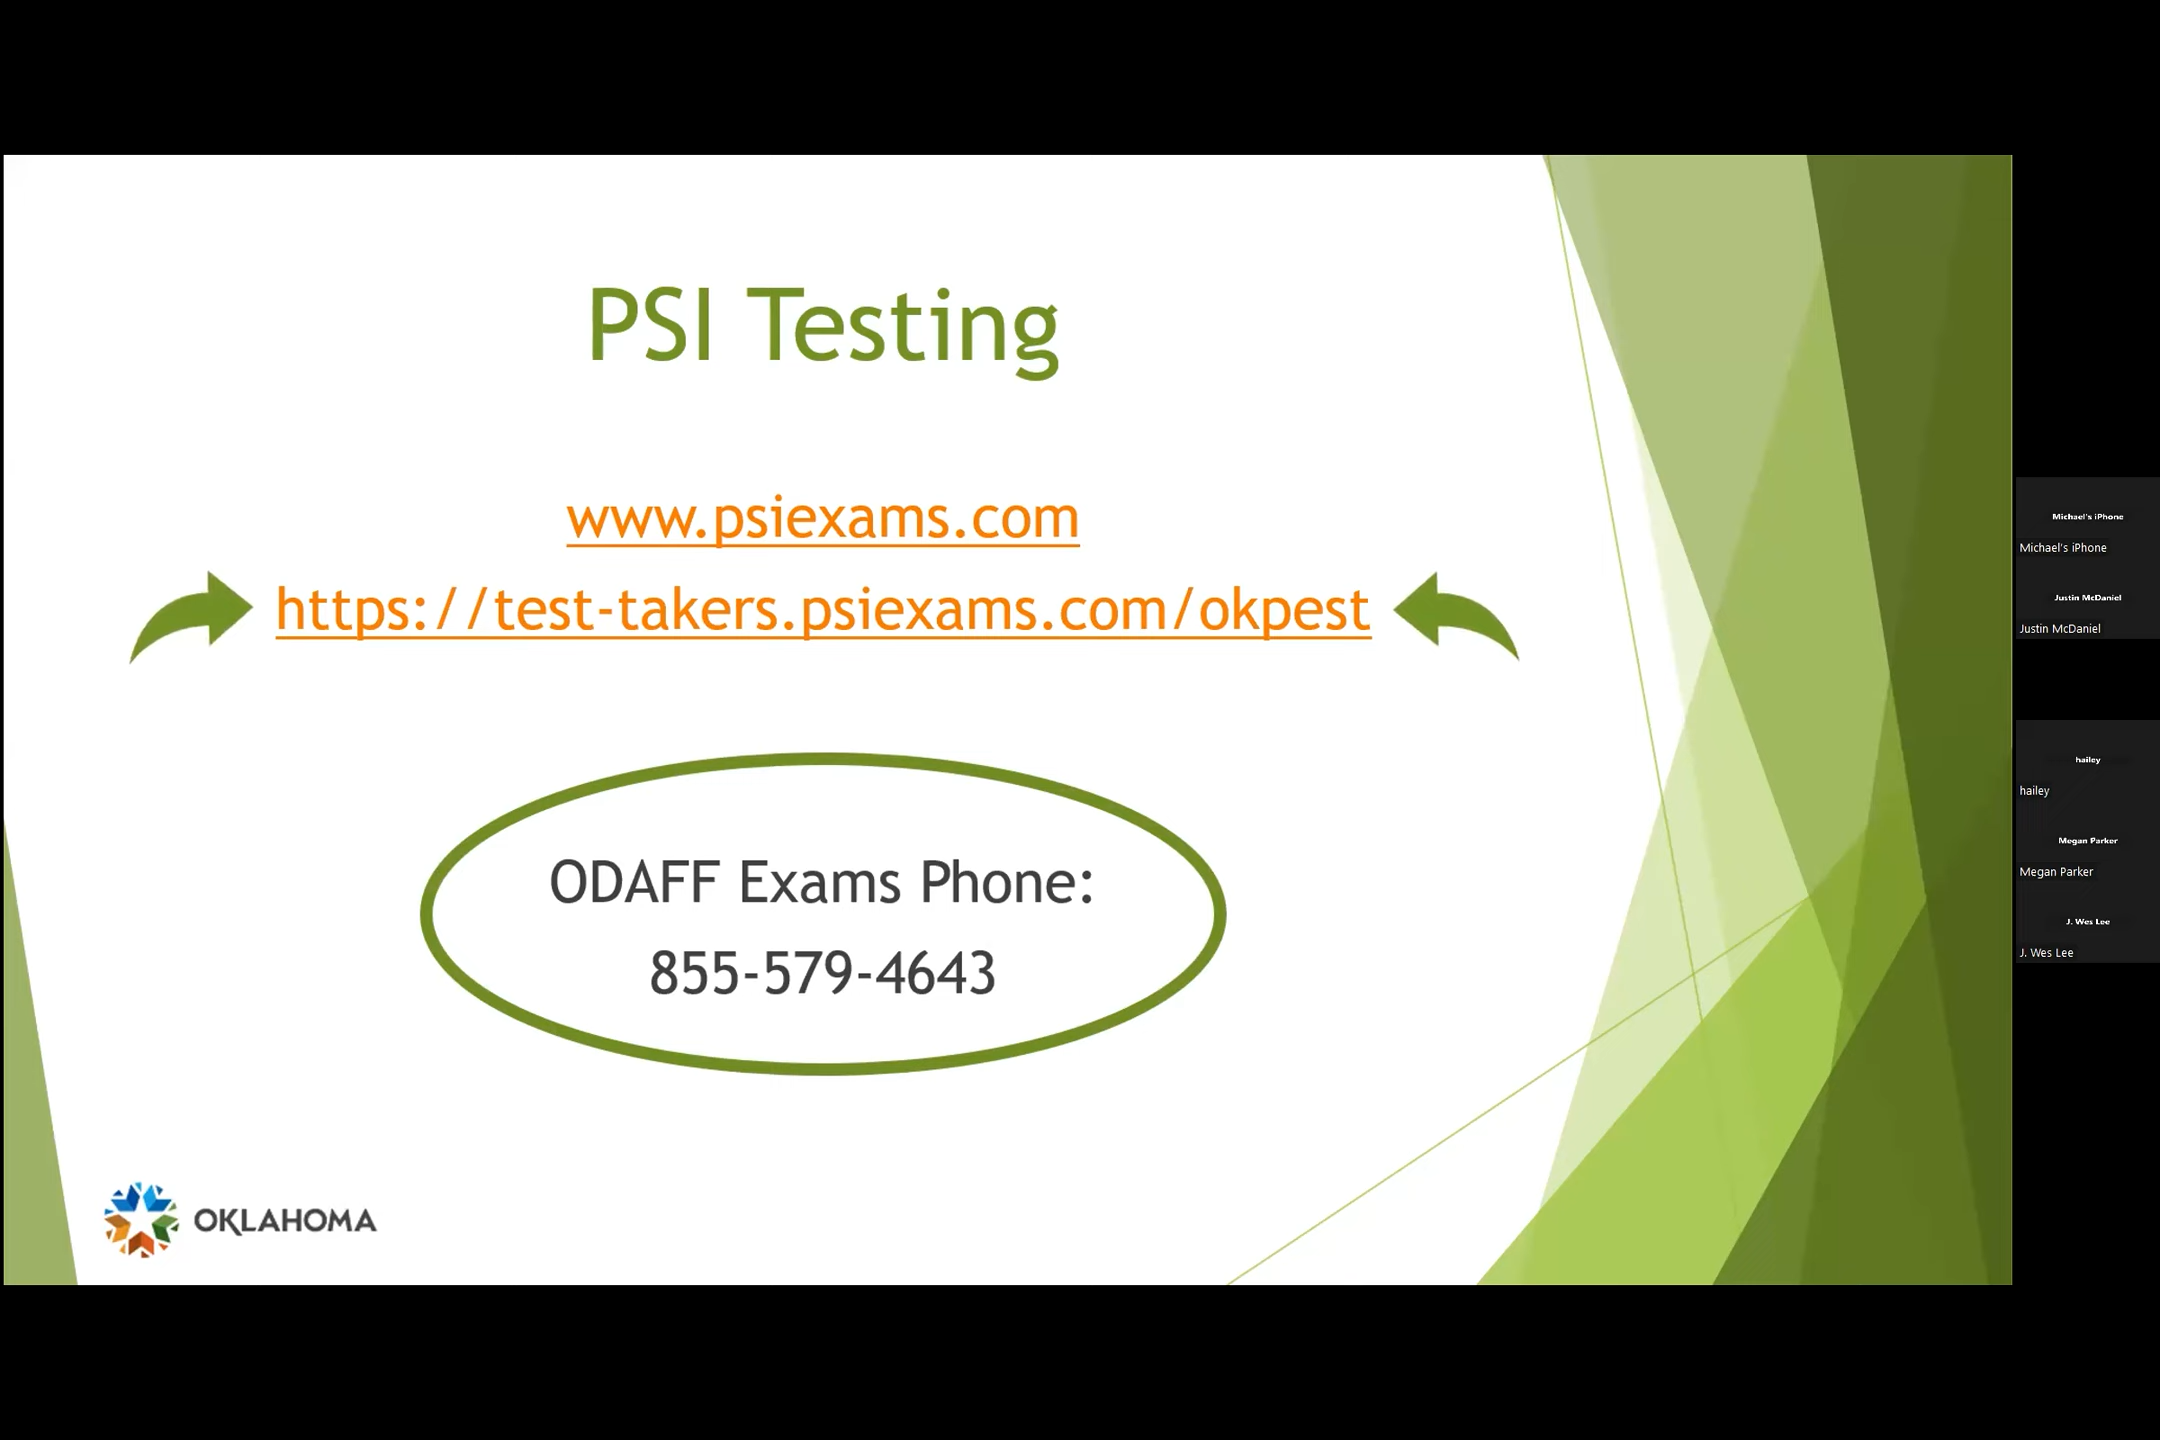 PSI Testing
www.psiexams.com
https://test-takers.psiexams.com/okpest
ODAFF Exams Phone:
855-579-4643
OKLAHOMA
Michael's iPhone
Michael's iPhone
Justin McDaniel
Justin McDaniel
hailey
hailey
Megan Parker
Megan Parker
J. Wes Lee
J. Wes Lee